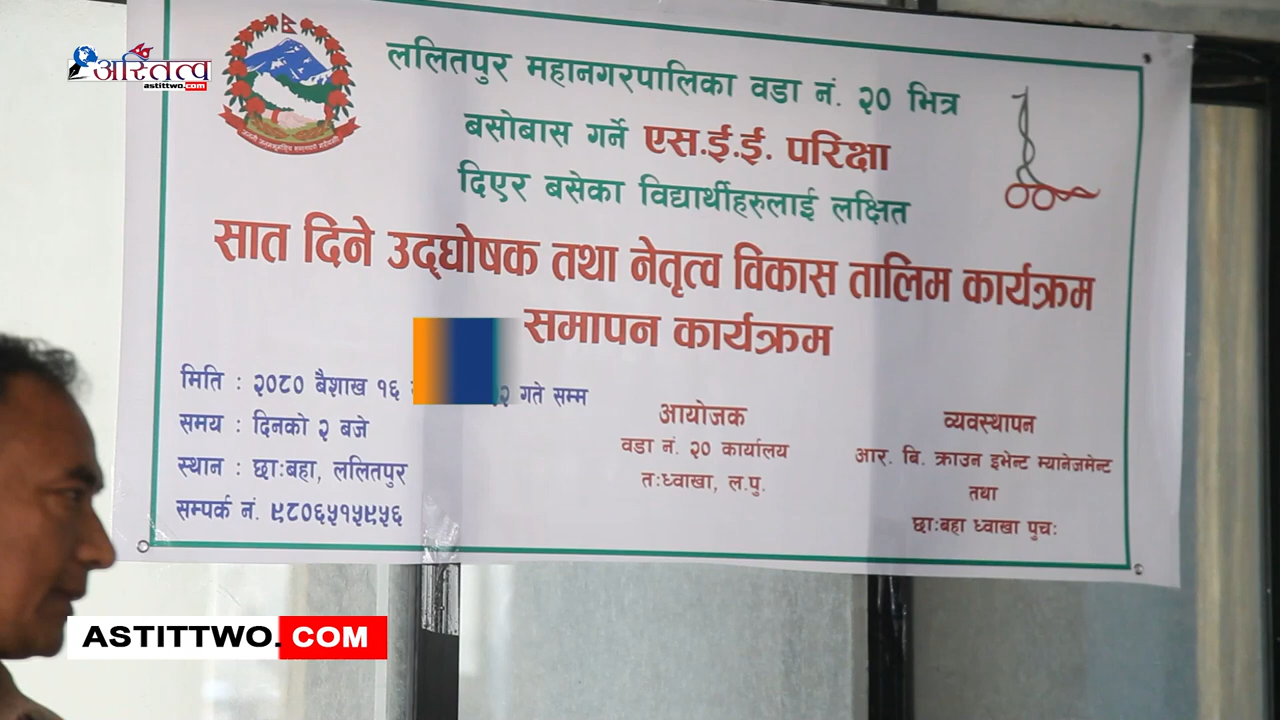 अस्तित्व
astittwo.com
ललितपुर महानगरपालिका वडा नं. २० भित्र
बसोबास गर्ने एस.ई.ई. परिक्षा
दिएर बसेका विद्यार्थीहरुलाई लक्षित
सात दिने उद्घोषक तथा नेतृत्व विकास तालिम कार्यक्रम
समापन कार्यक्रम
मिति : २०८० बैशाख १६ गते सम्म
समय : दिनको २ बजे
स्थान : छाःबहा, ललितपुर
सम्पर्क नं. ९८०६५१५९५६
आयोजक
वडा नं. २० कार्यालय
तःध्वाखा, ल.पु.
व्यवस्थापन
आर. बि. क्राउन इभेन्ट म्यानेजमेन्ट
तथा
छाःबहा ध्वाखा पुचः
ASTITTWO.COM